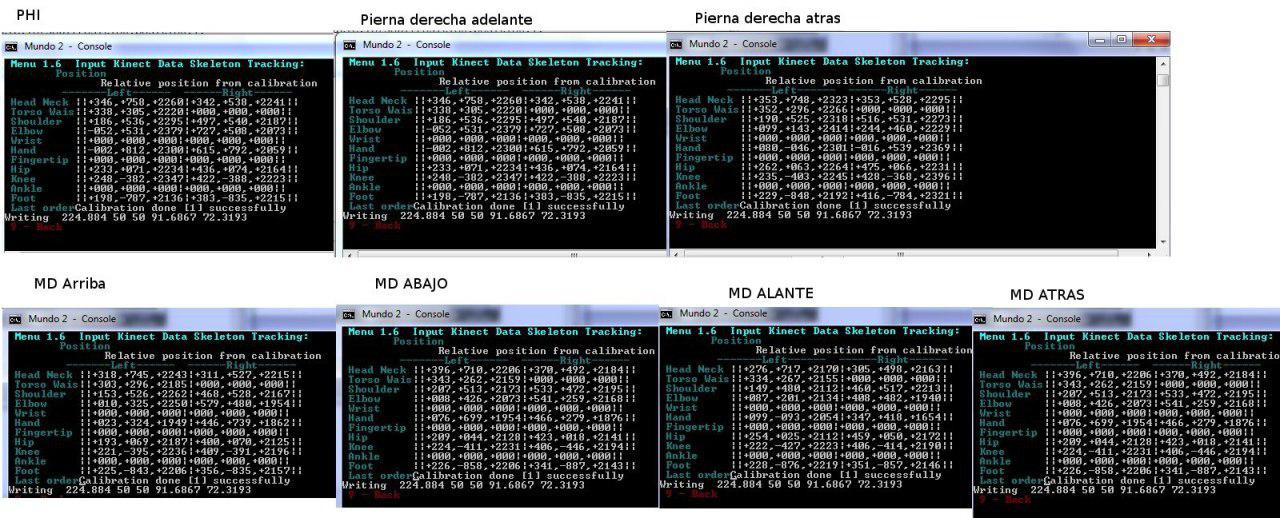 PHI
Mundo 2 - Console
Menu 1.6 Input Kinect Data Skeleton Tracking:
Position
Relative position from calibration
--------Left------- -------Right-------
Head Neck ||+346,+758,+2260|+342,+538,+2241||
Torso Wais||+338,+305,+2220|+000,+000,+000||
Shoulder ||+186,+536,+2295|+497,+540,+2187||
Elbow ||-052,+531,+2379|+727,+508,+2073||
Wrist ||+000,+000,+000|+000,+000,+000||
Hand ||-002,+812,+2300|+615,+792,+2059||
Fingertip ||+000,+000,+000|+000,+000,+000||
Hip ||+233,+071,+2234|+436,+074,+2164||
Knee ||+248,-382,+2347|+422,-388,+2223||
Ankle ||+000,+000,+000|+000,+000,+000||
Foot ||+198,-787,+2136|+383,-835,+2215||
Last orderCalibration done [1] successfully
Writing 224.884 50 50 91.6867 72.3193
9 - Back
Pierna derecha adelante
Mundo 2 - Console
Menu 1.6 Input Kinect Data Skeleton Tracking:
Position
Relative position from calibration
--------Left------- -------Right-------
Head Neck ||+346,+758,+2260|+342,+538,+2241||
Torso Wais||+338,+305,+2220|+000,+000,+000||
Shoulder ||+186,+536,+2295|+497,+540,+2187||
Elbow ||-052,+531,+2379|+727,+508,+2073||
Wrist ||+000,+000,+000|+000,+000,+000||
Hand ||-002,+812,+2300|+615,+792,+2059||
Fingertip ||+000,+000,+000|+000,+000,+000||
Hip ||+233,+071,+2234|+436,+074,+2164||
Knee ||+248,-382,+2347|+422,-388,+2223||
Ankle ||+000,+000,+000|+000,+000,+000||
Foot ||+198,-787,+2136|+383,-835,+2215||
Last orderCalibration done [1] successfully
Writing 224.884 50 50 91.6867 72.3193
9 - Back
Pierna derecha atras
Mundo 2 - Console
Menu 1.6 Input Kinect Data Skeleton Tracking:
Position
Relative position from calibration
--------Left------- -------Right-------
Head Neck ||+353,+748,+2323|+353,+528,+2295||
Torso Wais||+352,+296,+2266|+000,+000,+000||
Shoulder ||+190,+525,+2318|+516,+531,+2273||
Elbow ||+099,+143,+2414|+244,+460,+2229||
Wrist ||+000,+000,+000|+000,+000,+000||
Hand ||+080,-046,+2301|-016,+539,+2369||
Fingertip ||+000,+000,+000|+000,+000,+000||
Hip ||+262,+063,+2264|+475,+066,+2231||
Knee ||+235,-403,+2245|+428,-368,+2396||
Ankle ||+000,+000,+000|+000,+000,+000||
Foot ||+229,-848,+2192|+416,-784,+2321||
Last orderCalibration done [1] successfully
Writing 224.884 50 50 91.6867 72.3193
9 - Back
MD Arriba
Mundo 2 - Console
Menu 1.6 Input Kinect Data Skeleton Tracking:
Position
Relative position from calibration
--------Left------- -------Right-------
Head Neck ||+318,+745,+2243|+311,+527,+2215||
Torso Wais||+303,+296,+2185|+000,+000,+000||
Shoulder ||+153,+526,+2262|+468,+528,+2167||
Elbow ||+010,+325,+2250|+579,+480,+1954||
Wrist ||+000,+000,+000|+000,+000,+000||
Hand ||+023,+324,+1949|+446,+739,+1862||
Fingertip ||+000,+000,+000|+000,+000,+000||
Hip ||+193,+069,+2187|+400,+070,+2125||
Knee ||+221,-395,+2236|+409,-391,+2196||
Ankle ||+000,+000,+000|+000,+000,+000||
Foot ||+225,-843,+2206|+356,-835,+2157||
Last orderCalibration done [1] successfully
Writing 224.884 50 50 91.6867 72.3193
9 - Back
MD ABAJO
Mundo 2 - Console
Menu 1.6 Input Kinect Data Skeleton Tracking:
Position
Relative position from calibration
--------Left------- -------Right-------
Head Neck ||+396,+710,+2206|+370,+492,+2184||
Torso Wais||+343,+262,+2159|+000,+000,+000||
Shoulder ||+207,+513,+2173|+533,+472,+2195||
Elbow ||+008,+426,+2073|+541,+259,+2168||
Wrist ||+000,+000,+000|+000,+000,+000||
Hand ||+076,+699,+1954|+466,+279,+1876||
Fingertip ||+000,+000,+000|+000,+000,+000||
Hip ||+209,+044,+2128|+423,+018,+2141||
Knee ||+224,-411,+2231|+406,-446,+2194||
Ankle ||+000,+000,+000|+000,+000,+000||
Foot ||+226,-858,+2206|+341,-887,+2143||
Last orderCalibration done [1] successfully
Writing 224.884 50 50 91.6867 72.3193
9 - Back
MD ALANTE
Mundo 2 - Console
Menu 1.6 Input Kinect Data Skeleton Tracking:
Position
Relative position from calibration
--------Left------- -------Right-------
Head Neck ||+276,+717,+2170|+305,+498,+2163||
Torso Wais||+334,+267,+2155|+000,+000,+000||
Shoulder ||+149,+480,+2112|+460,+517,+2213||
Elbow ||+087,+201,+2134|+408,+482,+1940||
Wrist ||+000,+000,+000|+000,+000,+000||
Hand ||+099,-093,+2054|+347,+418,+1654||
Fingertip ||+000,+000,+000|+000,+000,+000||
Hip ||+254,+025,+2112|+459,+050,+2172||
Knee ||+222,-427,+2223|+406,-414,+2190||
Ankle ||+000,+000,+000|+000,+000,+000||
Foot ||+228,-876,+2219|+351,-857,+2146||
Last orderCalibration done [1] successfully
Writing 224.884 50 50 91.6867 72.3193
9 - Back
MD ATRAS
Mundo 2 - Console
Menu 1.6 Input Kinect Data Skeleton Tracking:
Position
Relative position from calibration
--------Left------- -------Right-------
Head Neck ||+396,+710,+2206|+370,+492,+2184||
Torso Wais||+343,+262,+2159|+000,+000,+000||
Shoulder ||+207,+513,+2173|+533,+472,+2195||
Elbow ||+008,+426,+2073|+541,+259,+2168||
Wrist ||+000,+000,+000|+000,+000,+000||
Hand ||+076,+699,+1954|+466,+279,+1876||
Fingertip ||+000,+000,+000|+000,+000,+000||
Hip ||+209,+044,+2128|+423,+018,+2141||
Knee ||+224,-411,+2231|+406,-446,+2194||
Ankle ||+000,+000,+000|+000,+000,+000||
Foot ||+226,-858,+2206|+341,-887,+2143||
Last orderCalibration done [1] successfully
Writing 224.884 50 50 91.6867 72.3193
9 - Back